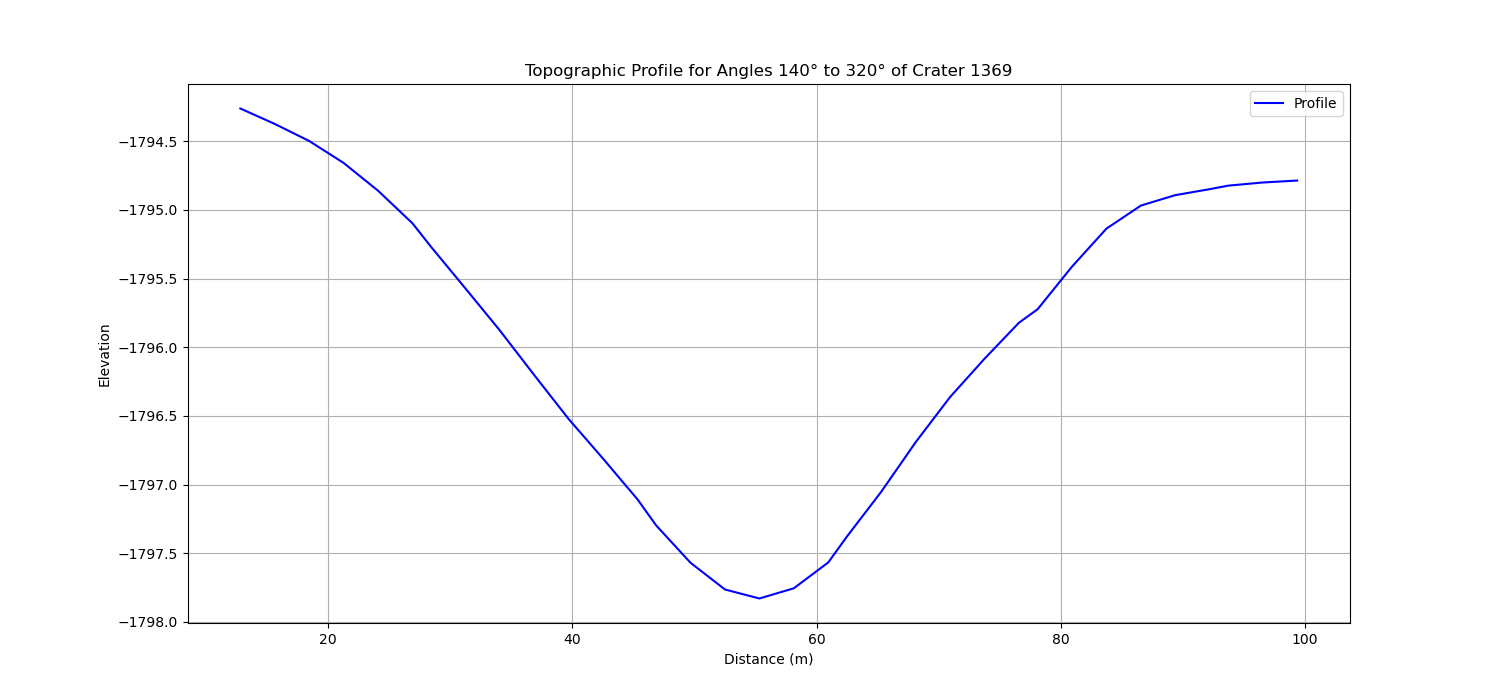 Topographic Profile for Angles 140° to 320° of Crater 1369
Profile
Elevation
−1794.5
−1795.0
−1795.5
−1796.0
−1796.5
−1797.0
−1797.5
−1798.0
20 40 60 80 100
Distance (m)